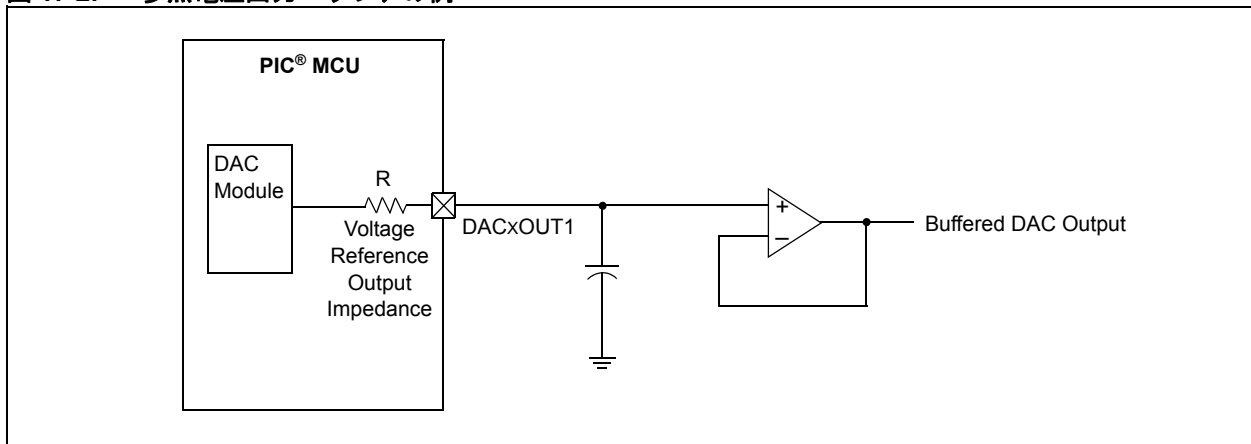 PIC® MCU
DAC
Module
R
Voltage
Reference
Output
Impedance
DACxOUT1
+
–
Buffered DAC Output